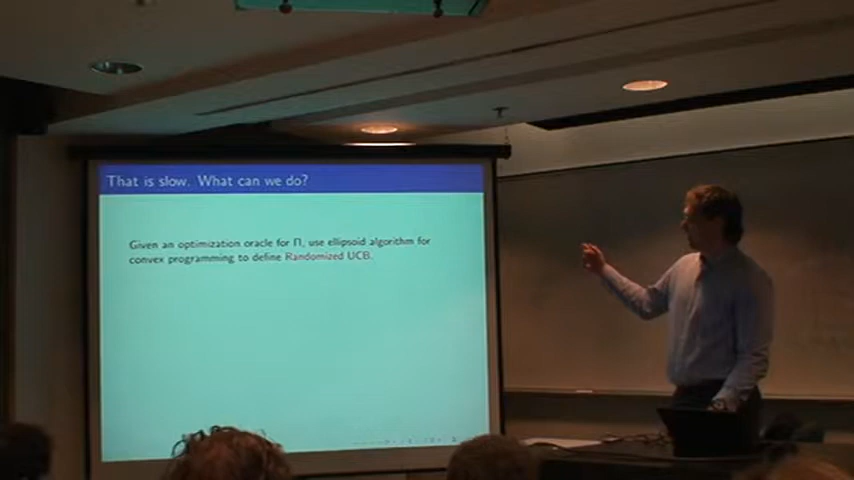 That is slow. What can we do?
Given an optimization oracle for Π, use ellipsoid algorithm for
convex programming to define Randomized UCB.